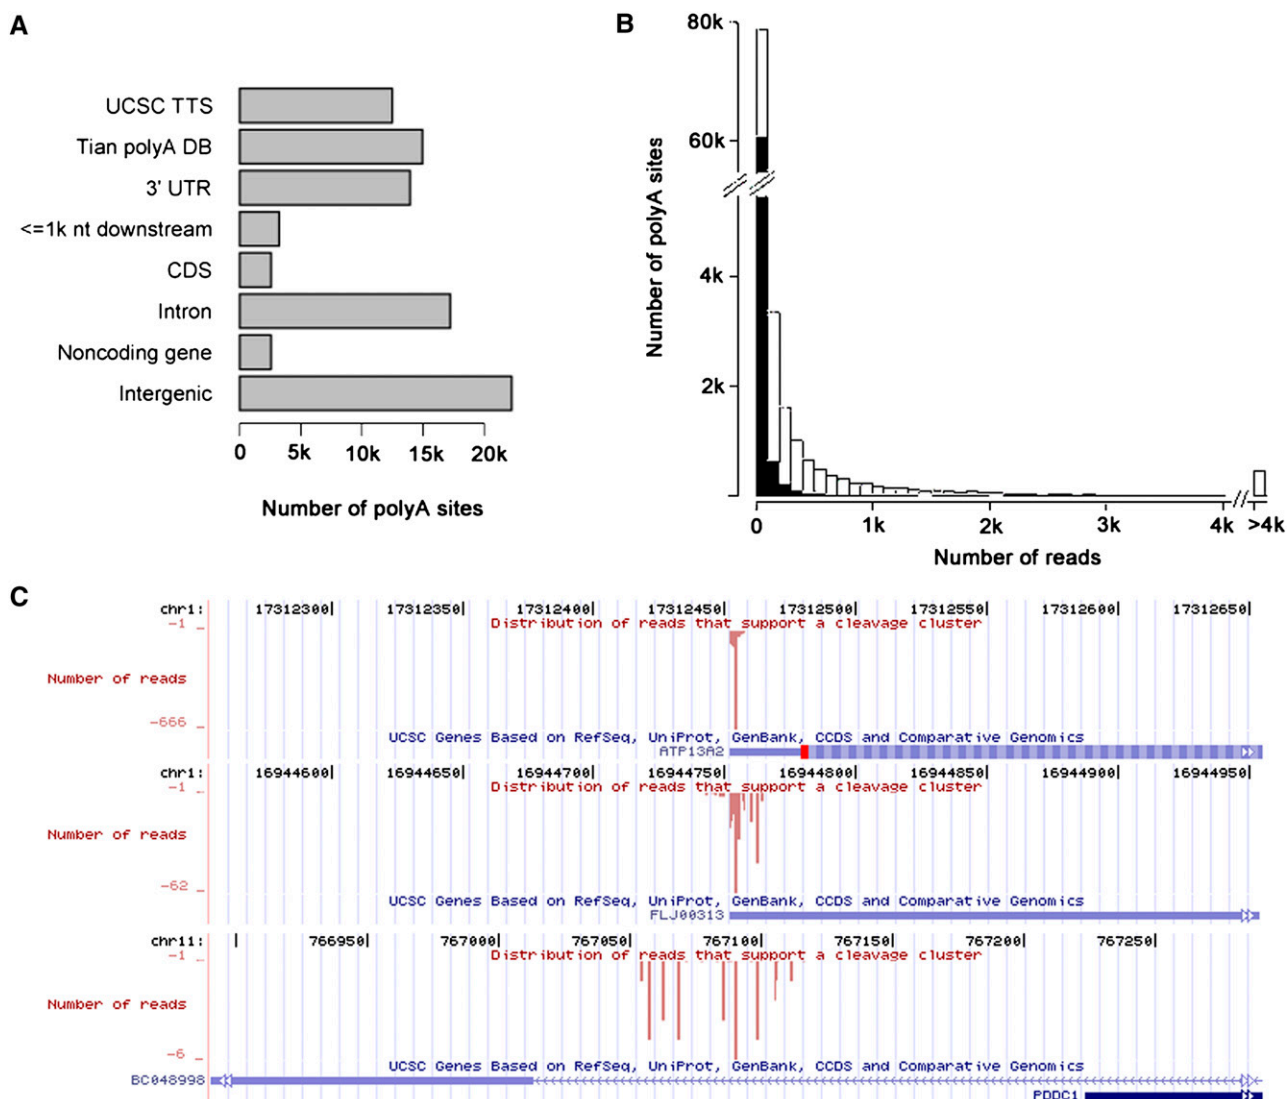 A
UCSC TTS
Tian polyA DB
3' UTR
<=1k nt downstream
CDS
Intron
Noncoding gene
Intergenic
0 5k 10k 15k 20k
Number of polyA sites
B
80k
60k
4k
2k
Number of polyA sites
0 1k 2k 3k 4k >4k
Number of reads
C
chr1: 17312300| 17312350| 17312400| 17312450| 17312500| 17312550| 17312600| 17312650|
-1 _ Distribution of reads that support a cleavage cluster
Number of reads
-666 _
UCSC Genes Based on RefSeq, UniProt, GenBank, CCDS and Comparative Genomics
ATP13A2
chr1: 16944600| 16944650| 16944700| 16944750| 16944800| 16944850| 16944900| 16944950|
-1 _ Distribution of reads that support a cleavage cluster
Number of reads
-62 _
UCSC Genes Based on RefSeq, UniProt, GenBank, CCDS and Comparative Genomics
FLJ00313
chr11: | 766950| 767000| 767050| 767100| 767150| 767200| 767250|
-1 _ Distribution of reads that support a cleavage cluster
Number of reads
-6 _
UCSC Genes Based on RefSeq, UniProt, GenBank, CCDS and Comparative Genomics
BC048998
PDDC1